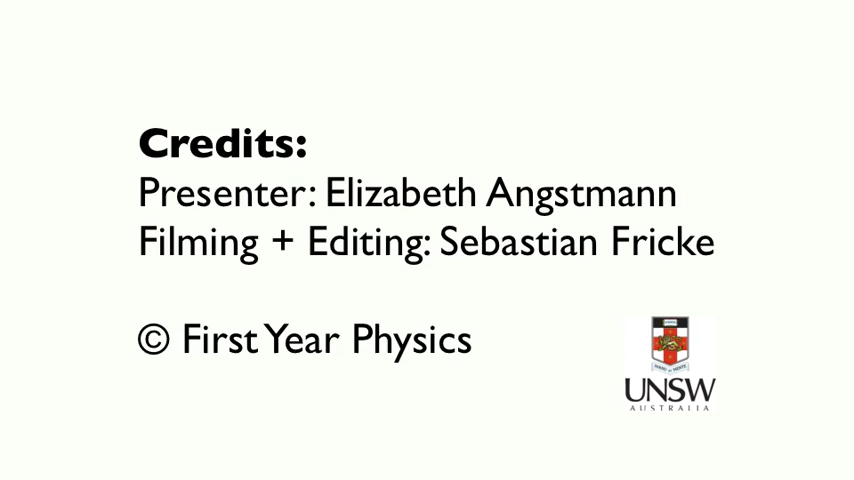 Credits:
Presenter: Elizabeth Angstmann
Filming + Editing: Sebastian Fricke
© First Year Physics
UNSW
AUSTRALIA